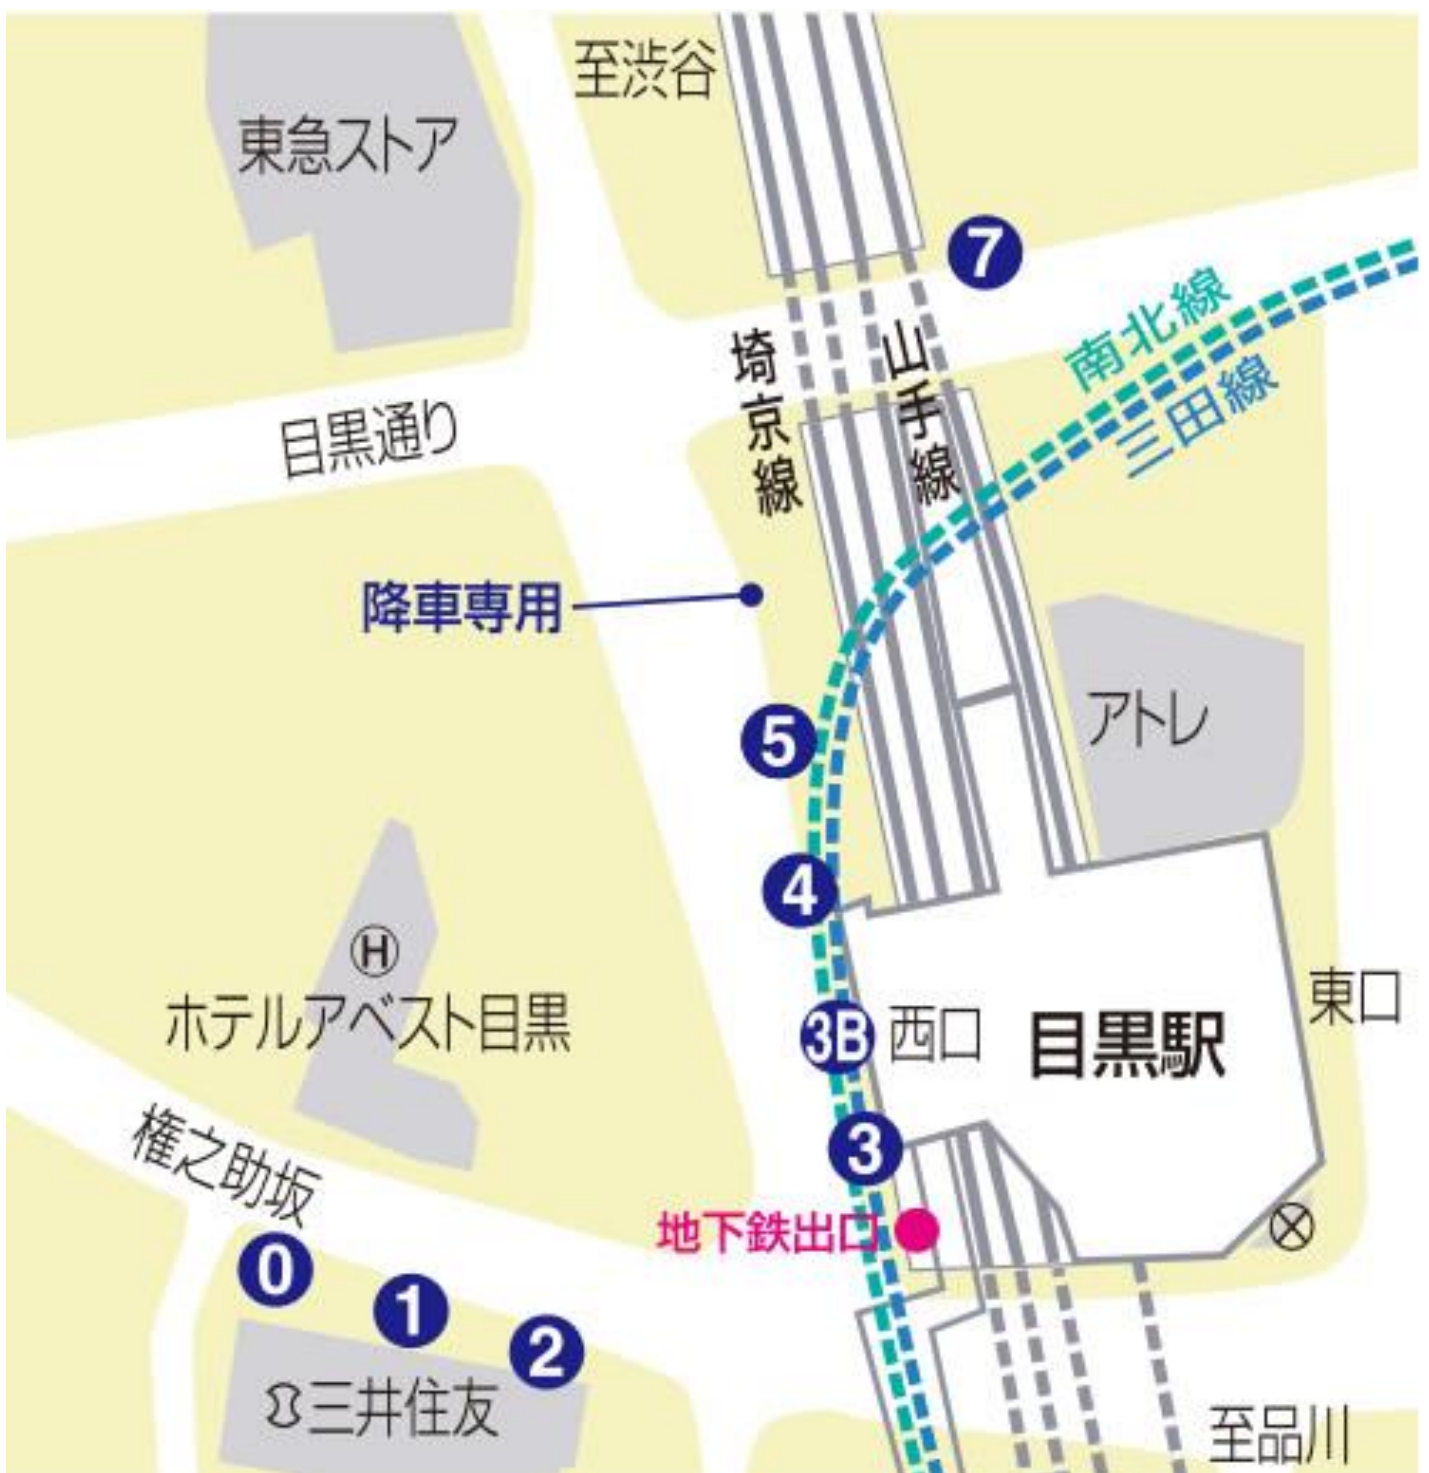 至渋谷
東急ストア
7
南北線
三田線
埼京線
山手線
目黒通り
降車専用
5
アトレ
4
H
ホテルアベスト目黒
3B
西口
目黒駅
東口
権之助坂
3
地下鉄出口
0
1
2
三井住友
至品川